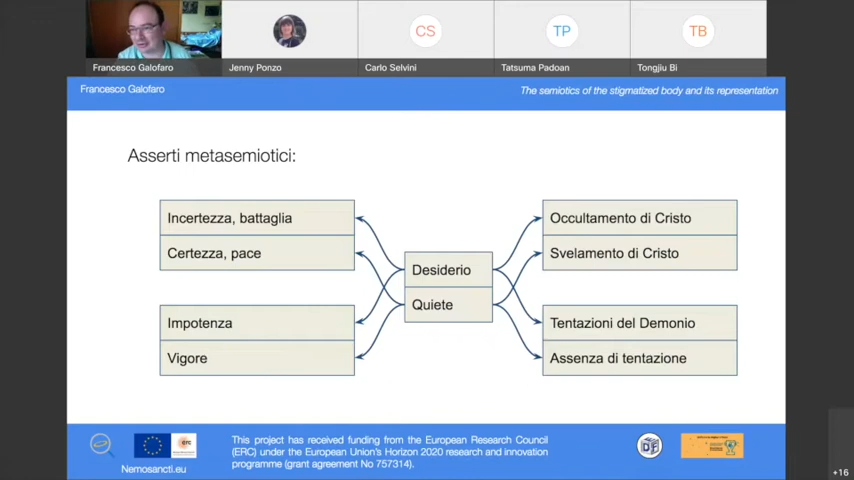 CS
TP
TB
Francesco Galofaro
Jenny Ponzo
Carlo Selvini
Tatsuma Padoan
Tongjiu Bi
Francesco Galofaro
The semiotics of the stigmatized body and its representation
Asserti metasemiotici:
Incertezza, battaglia
Certezza, pace
Impotenza
Vigore
Desiderio
Quiete
Occultamento di Cristo
Svelamento di Cristo
Tentazioni del Demonio
Assenza di tentazione
Nemosancti.eu
erc
This project has received funding from the European Research Council
(ERC) under the European Union's Horizon 2020 research and innovation
programme (grant agreement No 757314).
+16